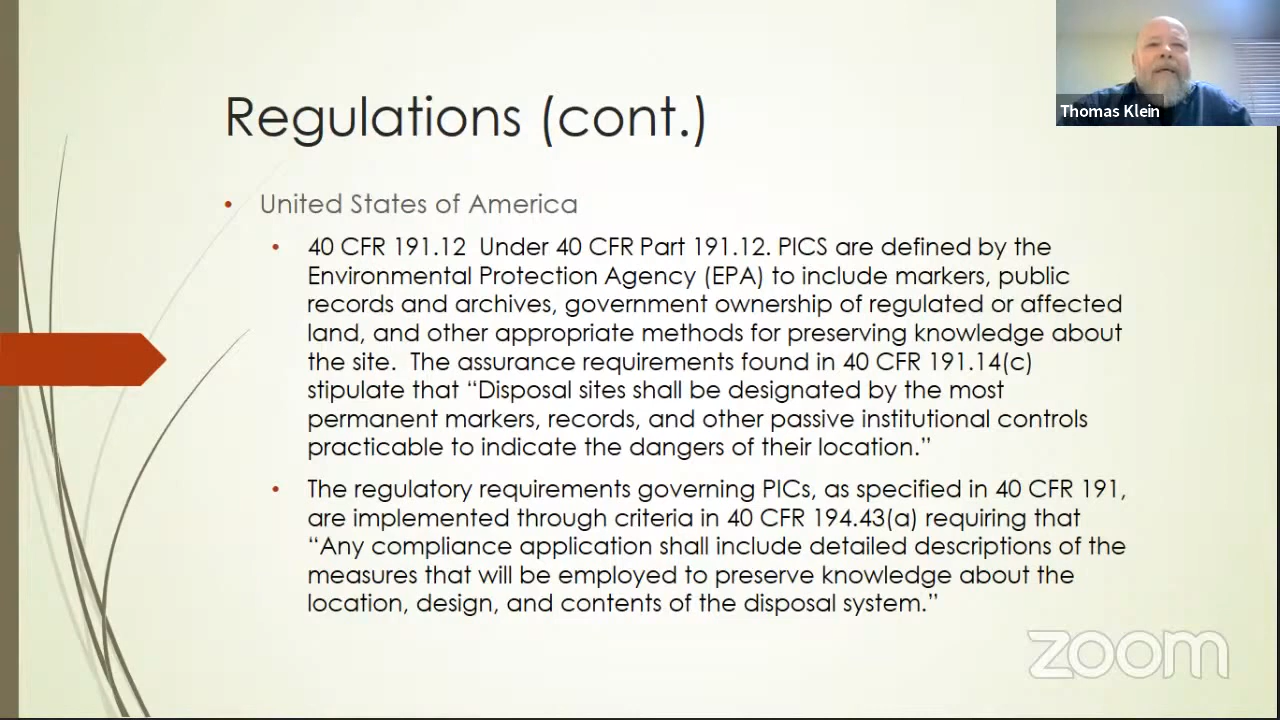 Thomas Klein
Regulations (cont.)
• United States of America
• 40 CFR 191.12  Under 40 CFR Part 191.12. PICS are defined by the
Environmental Protection Agency (EPA) to include markers, public
records and archives, government ownership of regulated or affected
land, and other appropriate methods for preserving knowledge about
the site.  The assurance requirements found in 40 CFR 191.14(c)
stipulate that “Disposal sites shall be designated by the most
permanent markers, records, and other passive institutional controls
practicable to indicate the dangers of their location.”
• The regulatory requirements governing PICs, as specified in 40 CFR 191,
are implemented through criteria in 40 CFR 194.43(a) requiring that
“Any compliance application shall include detailed descriptions of the
measures that will be employed to preserve knowledge about the
location, design, and contents of the disposal system.”
zoom